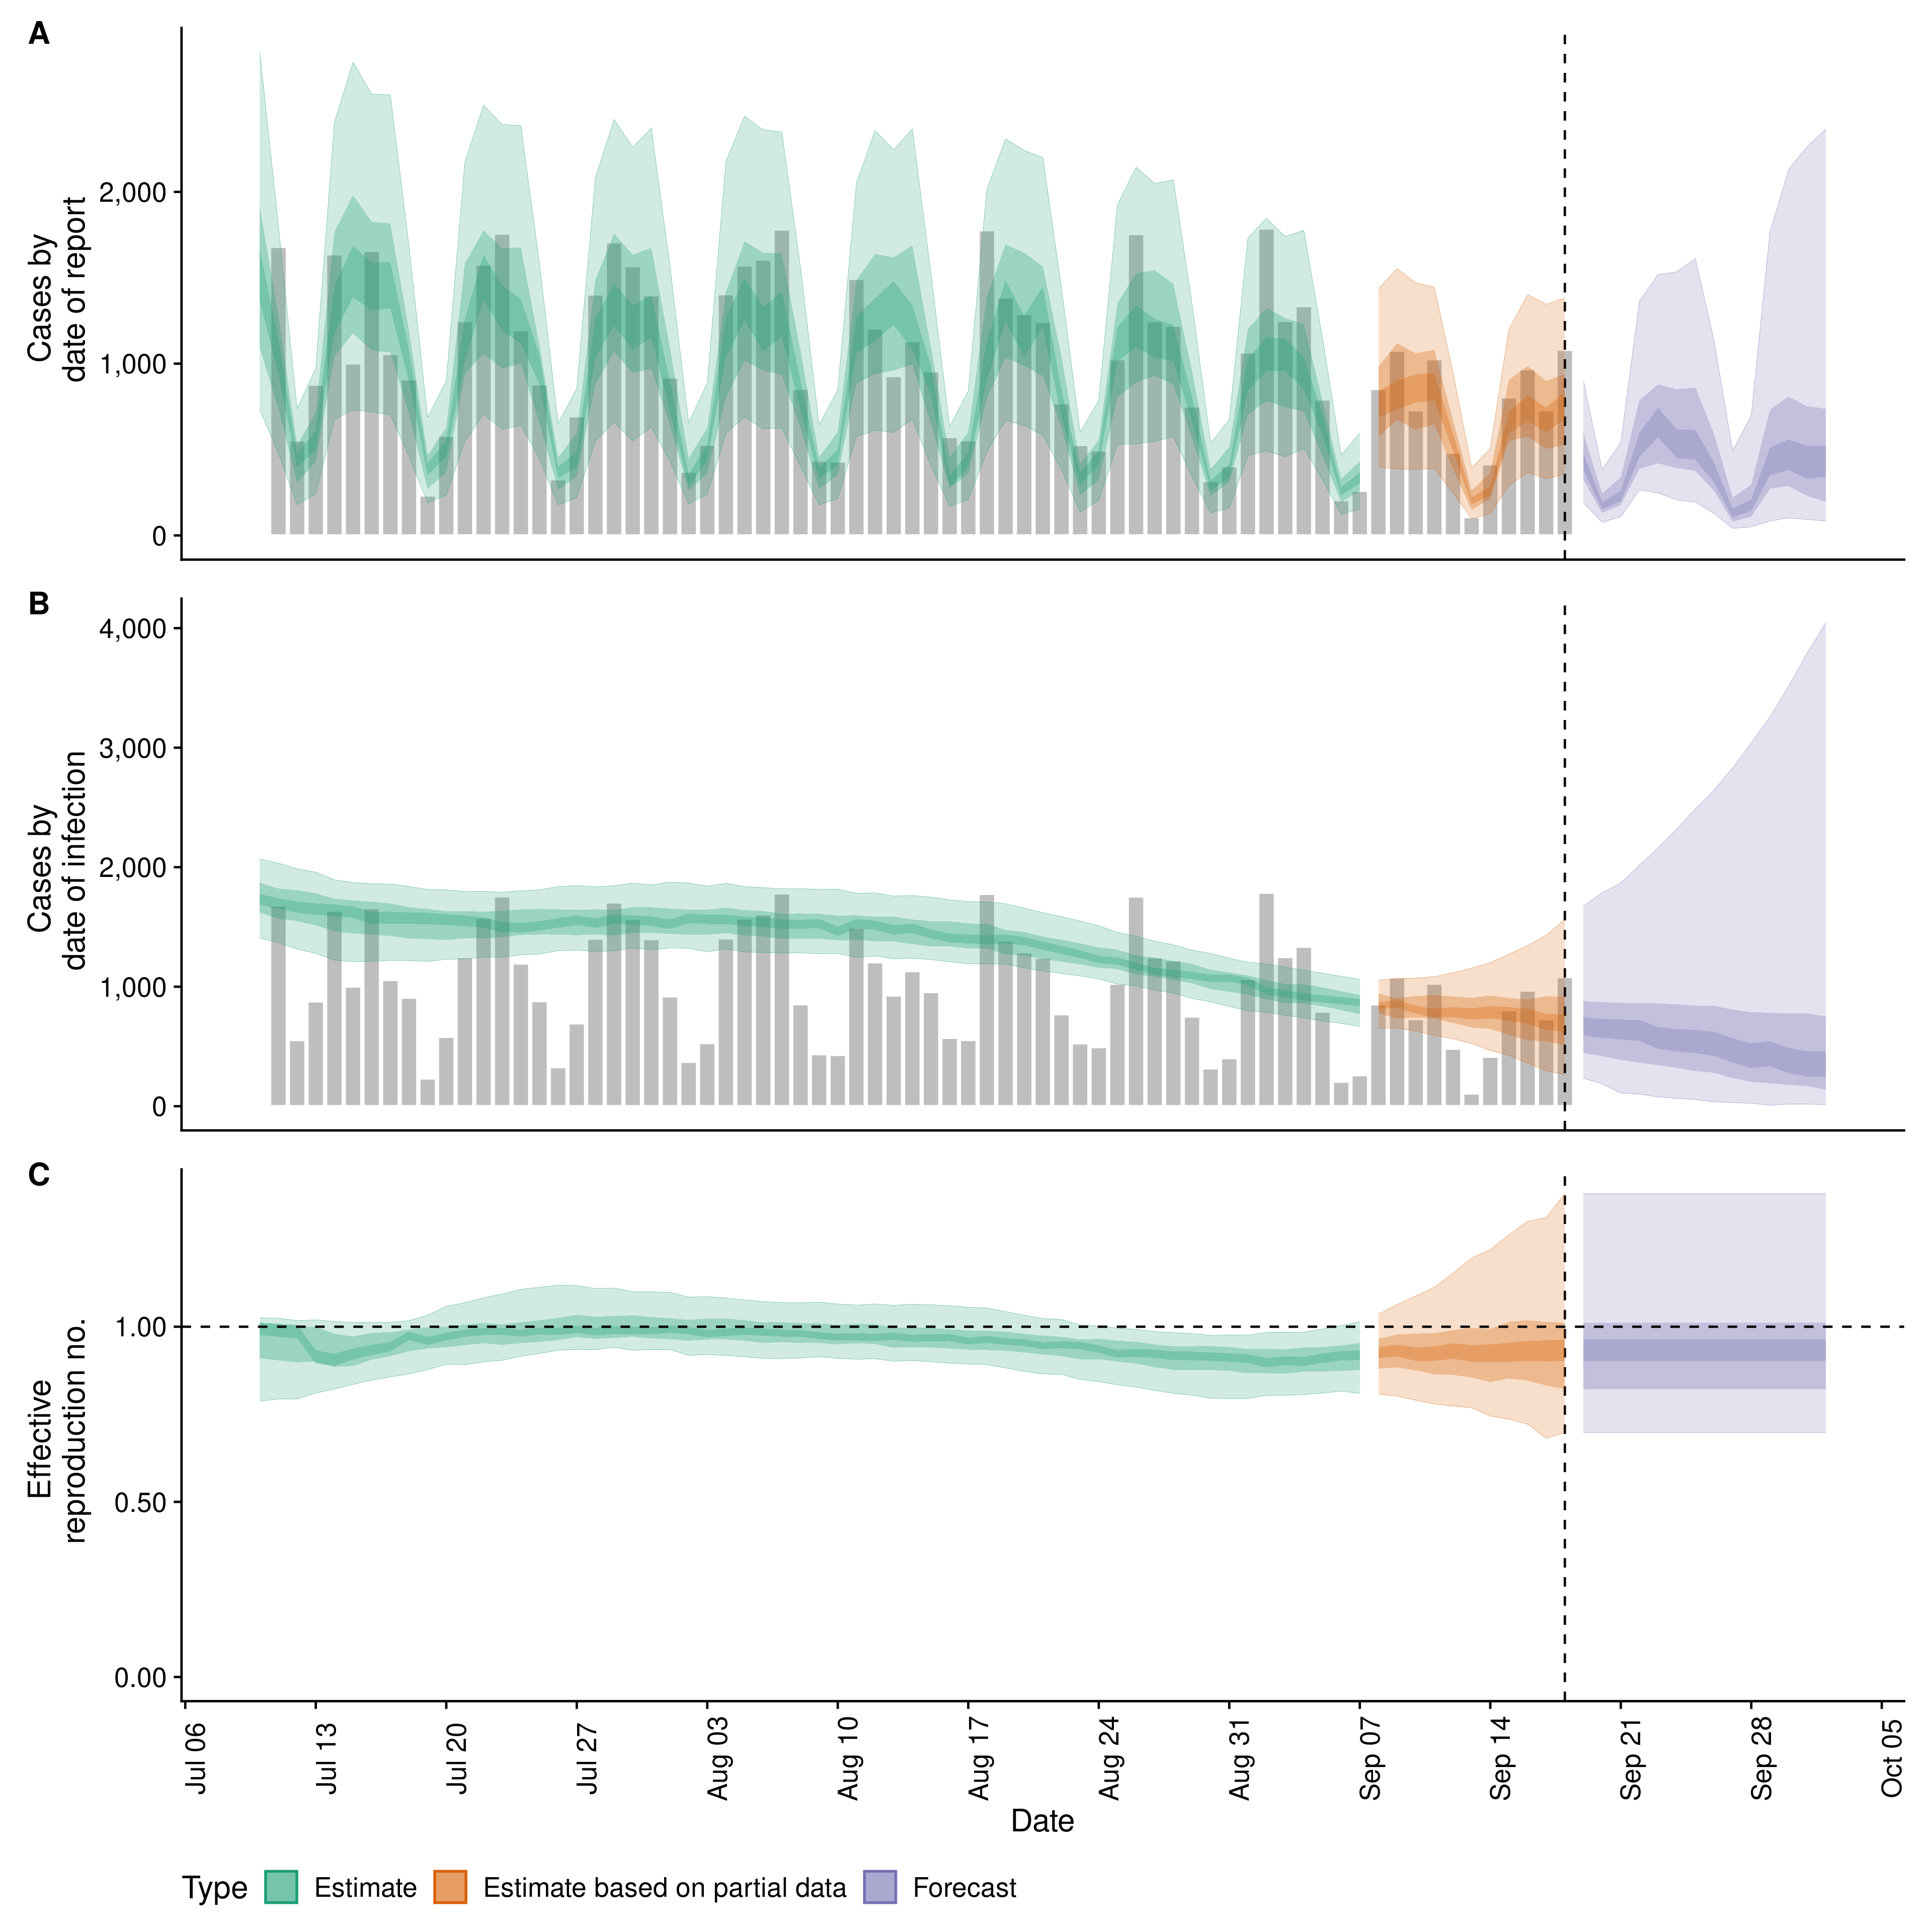 A
Cases by
date of report
2,000
1,000
0
B
Cases by
date of infection
4,000
3,000
2,000
1,000
0
C
Effective
reproduction no.
1.00
0.50
0.00
Jul 06
Jul 13
Jul 20
Jul 27
Aug 03
Aug 10
Aug 17
Aug 24
Aug 31
Sep 07
Sep 14
Sep 21
Sep 28
Oct 05
Date
Type Estimate Estimate based on partial data Forecast